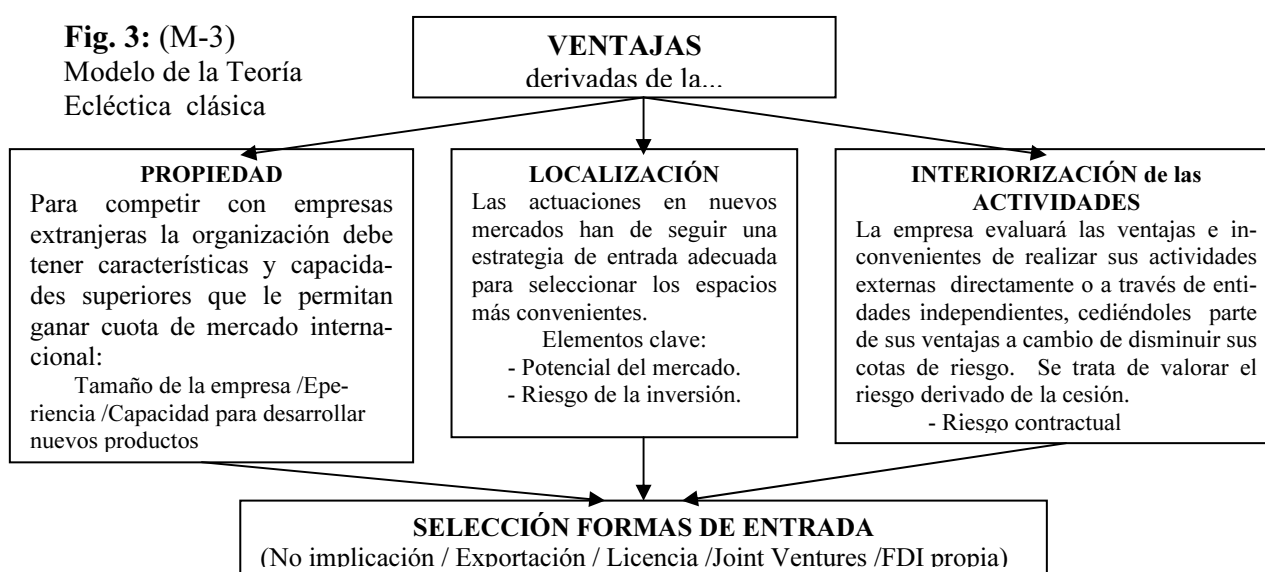 Fig. 3: (M-3)
Modelo de la Teoría
Ecléctica clásica
VENTAJAS
derivadas de la...
PROPIEDAD
Para competir con empresas
extranjeras la organización debe
tener características y capacida-
des superiores que le permitan
ganar cuota de mercado interna-
cional:
Tamaño de la empresa /Epe-
riencia /Capacidad para desarrollar
nuevos productos
LOCALIZACIÓN
Las actuaciones en nuevos
mercados han de seguir una
estrategia de entrada adecuada
para seleccionar los espacios
más convenientes.
Elementos clave:
- Potencial del mercado.
- Riesgo de la inversión.
INTERIORIZACIÓN de las
ACTIVIDADES
La empresa evaluará las ventajas e in-
convenientes de realizar sus actividades
externas directamente o a través de enti-
dades independientes, cediéndoles parte
de sus ventajas a cambio de disminuir sus
cotas de riesgo. Se trata de valorar el
riesgo derivado de la cesión.
- Riesgo contractual
SELECCIÓN FORMAS DE ENTRADA
(No implicación / Exportación / Licencia /Joint Ventures /FDI propia)